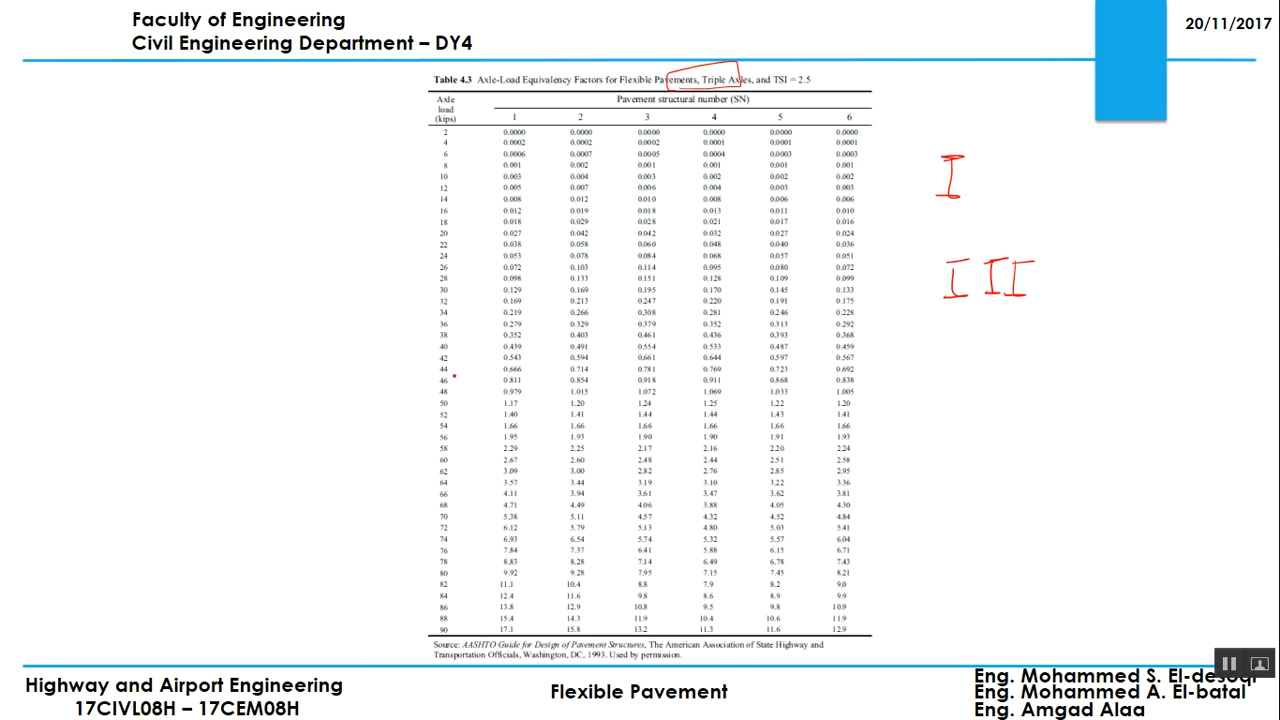 Faculty of Engineering
Civil Engineering Department – DY4
20/11/2017
Table 4.3 Axle-Load Equivalency Factors for Flexible Pavements, Triple Axles, and TSI = 2.5
Axle load (kips) Pavement structural number (SN)
1 2 3 4 5 6
2 0.0000 0.0000 0.0000 0.0000 0.0000 0.0000
4 0.0002 0.0002 0.0002 0.0001 0.0001 0.0001
6 0.0006 0.0007 0.0005 0.0004 0.0003 0.0003
8 0.001 0.002 0.001 0.001 0.001 0.001
10 0.003 0.004 0.003 0.002 0.002 0.002
12 0.005 0.007 0.006 0.004 0.003 0.003
14 0.008 0.012 0.010 0.008 0.006 0.006
16 0.012 0.019 0.018 0.013 0.011 0.010
18 0.018 0.029 0.028 0.021 0.017 0.016
20 0.027 0.042 0.042 0.032 0.027 0.024
22 0.038 0.058 0.060 0.048 0.040 0.036
24 0.053 0.078 0.084 0.068 0.057 0.051
26 0.072 0.103 0.114 0.095 0.080 0.072
28 0.098 0.133 0.151 0.128 0.109 0.099
30 0.129 0.169 0.195 0.170 0.145 0.133
32 0.169 0.213 0.247 0.220 0.191 0.175
34 0.219 0.266 0.308 0.281 0.246 0.228
36 0.279 0.329 0.379 0.352 0.313 0.292
38 0.352 0.403 0.461 0.436 0.393 0.368
40 0.439 0.491 0.554 0.533 0.487 0.459
42 0.543 0.594 0.661 0.644 0.597 0.567
44 0.666 0.714 0.781 0.769 0.723 0.692
46 0.811 0.854 0.918 0.911 0.868 0.838
48 0.979 1.015 1.072 1.069 1.033 1.005
50 1.17 1.20 1.24 1.25 1.22 1.20
52 1.40 1.41 1.44 1.44 1.43 1.41
54 1.66 1.66 1.66 1.66 1.66 1.66
56 1.95 1.93 1.90 1.90 1.91 1.93
58 2.29 2.25 2.17 2.16 2.20 2.24
60 2.67 2.60 2.48 2.44 2.51 2.58
62 3.09 3.00 2.82 2.76 2.85 2.95
64 3.57 3.44 3.19 3.10 3.22 3.36
66 4.11 3.94 3.61 3.47 3.62 3.81
68 4.71 4.49 4.06 3.88 4.05 4.30
70 5.38 5.11 4.57 4.32 4.52 4.84
72 6.12 5.79 5.13 4.80 5.03 5.41
74 6.93 6.54 5.74 5.32 5.57 6.04
76 7.84 7.37 6.41 5.88 6.15 6.71
78 8.83 8.28 7.14 6.49 6.78 7.43
80 9.92 9.28 7.95 7.15 7.45 8.21
82 11.1 10.4 8.8 7.9 8.2 9.0
84 12.4 11.6 9.8 8.6 8.9 9.9
86 13.8 12.9 10.8 9.5 9.8 10.9
88 15.4 14.3 11.9 10.4 10.6 11.9
90 17.1 15.8 13.2 11.3 11.6 12.9
Source: AASHTO Guide for Design of Pavement Structures, The American Association of State Highway and
Transportation Officials, Washington, DC, 1993. Used by permission.
Highway and Airport Engineering
17CIVL08H – 17CEM08H
Flexible Pavement
Eng. Mohammed S. El-desoqi
Eng. Mohammed A. El-batal
Eng. Amgad Alaa